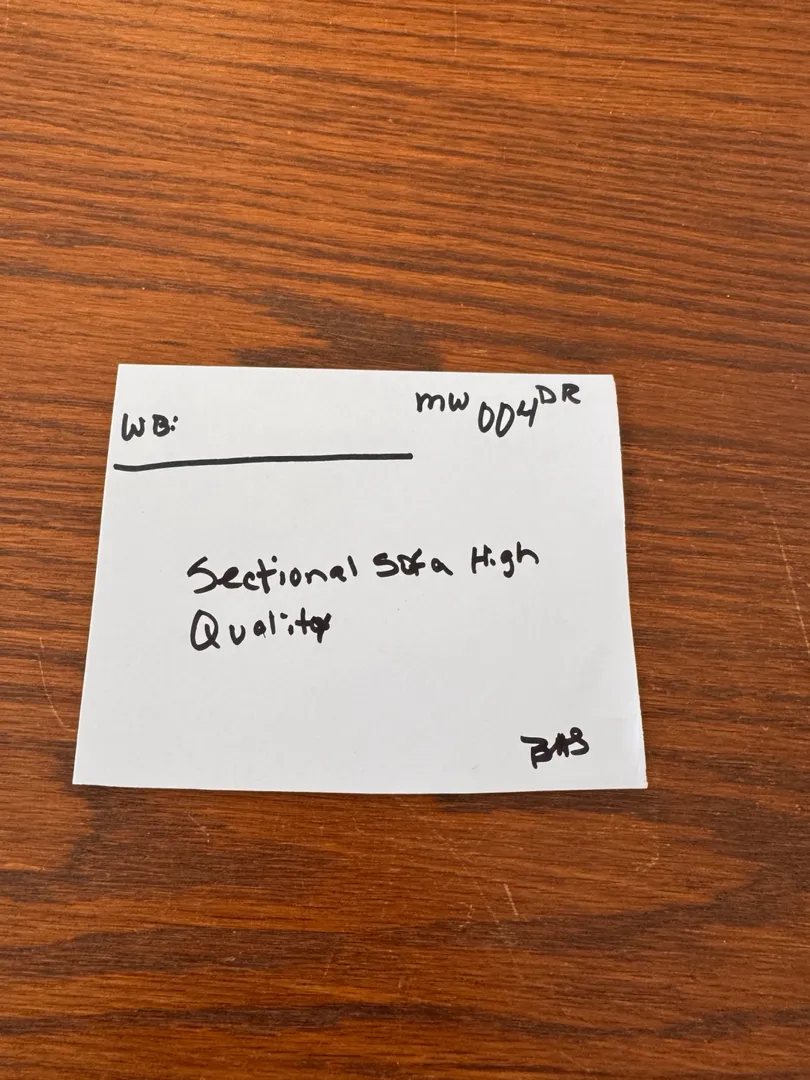 WB:
MW 004 DR
Sectional Sofa High
Quality